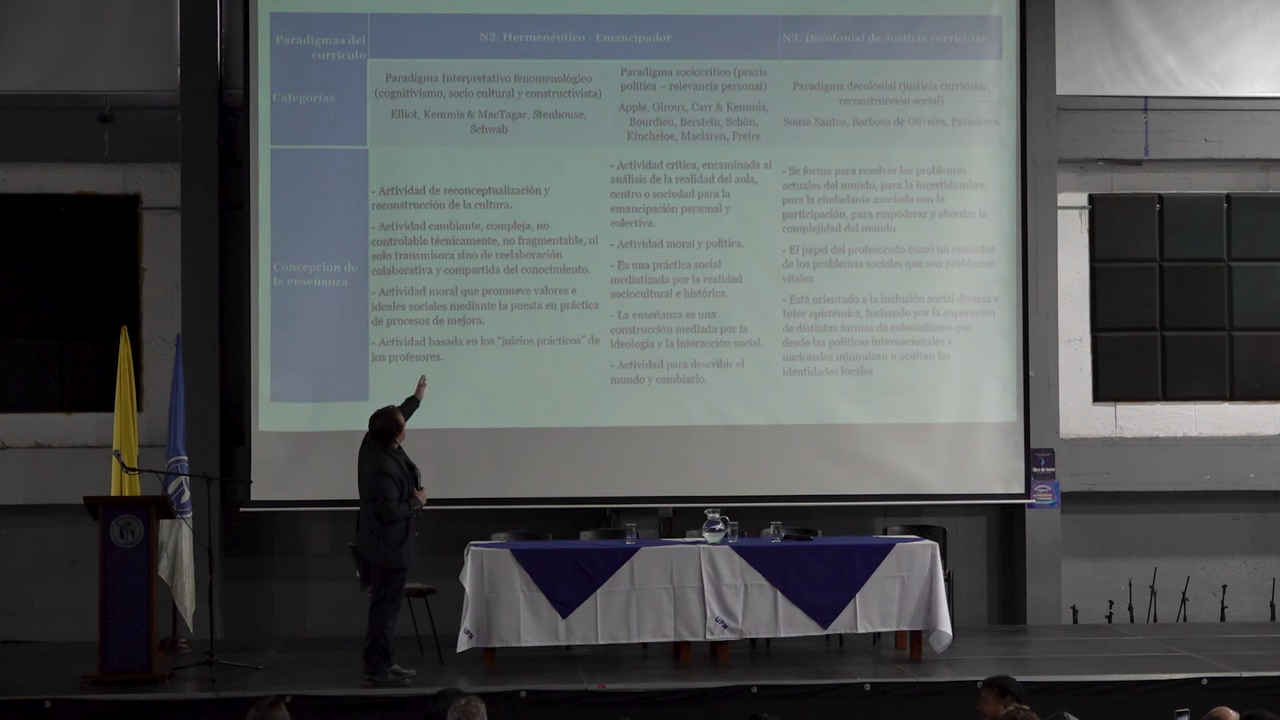 Paradigmas del
currículo
Categorías
N2. Hermenéutico - Emancipador
N3. Decolonial de Justicia curricular
Paradigma Interpretativo fenomenológico
(cognitivismo, socio cultural y constructivista)
Elliot, Kemmis & MacTagar, Stenhouse,
Schwab
Paradigma sociocrítico (praxis
política – relevancia personal)
Apple, Giroux, Carr & Kemmis,
Bourdieu, Berstein, Schön,
Kincheloe, Maclaren, Freire
Paradigma decolonial (justicia curricular,
reconstrucción social)
Sousa Santos, Barbosa de Oliveira, Paraskeva
Concepción de
la enseñanza
- Actividad de reconceptualización y
reconstrucción de la cultura.
- Actividad cambiante, compleja, no
controlable técnicamente, no fragmentable, ni
solo transmisora sino de reelaboración
colaborativa y compartida del conocimiento.
- Actividad moral que promueve valores e
ideales sociales mediante la puesta en práctica
de procesos de mejora.
- Actividad basada en los "juicios prácticos" de
los profesores.
- Actividad crítica, encaminada al
análisis de la realidad del aula,
centro o sociedad para la
emancipación personal y
colectiva.
- Actividad moral y política.
- Es una práctica social
mediatizada por la realidad
sociocultural e histórica.
- La enseñanza es una
construcción mediada por la
ideología y la interacción social.
- Actividad para describir el
mundo y cambiarlo.
- Se forma para resolver los problemas
actuales del mundo, para la incertidumbre,
para la ciudadanía asociada con la
participación, para empoderar y abordar la
complejidad del mundo
- El papel del profesorado como un resolutor
de los problemas sociales que son problemas
vitales
- Está orientado a la inclusión social diversa e
Inter epistémica, luchando por la superación
de distintas formas de colonialismo que
desde las políticas internacionales y
nacionales minimizan u ocultan las
identidades locales
UPN
UPN